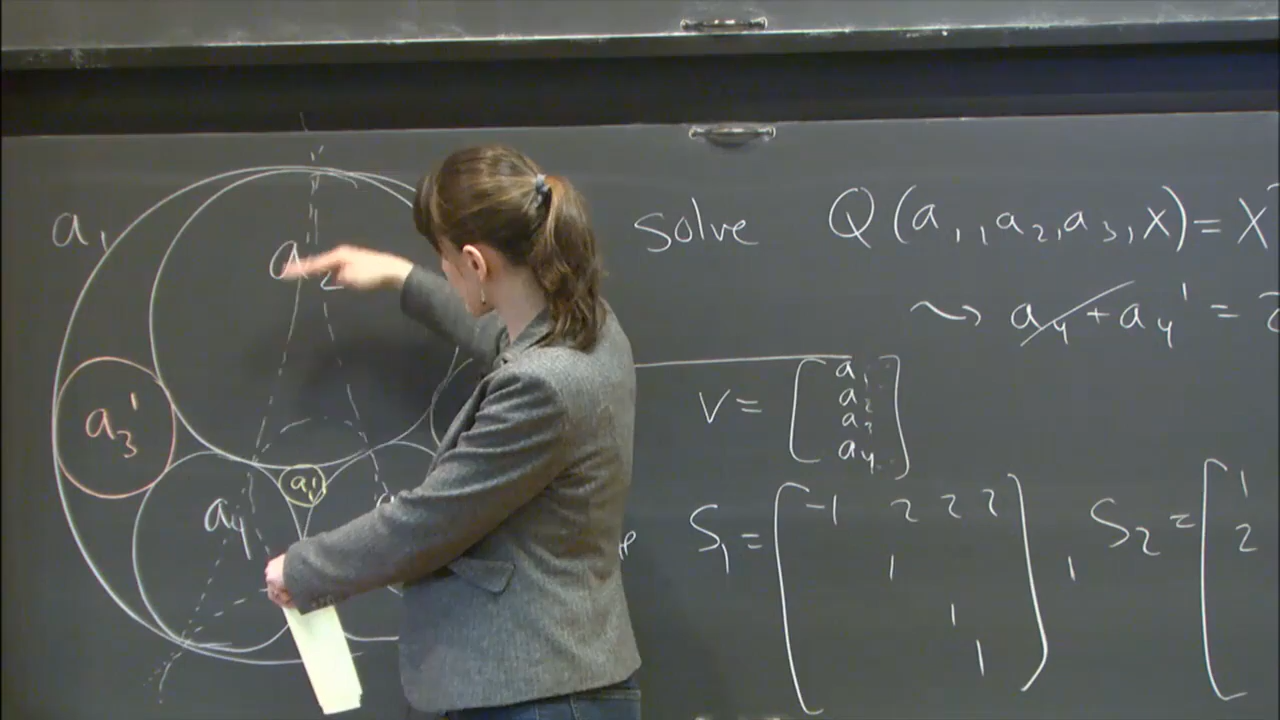 a₁
a₂
a₃'
a₁'
a₄
solve Q(a₁,a₂,a₃,x)=x
⇝ a₄+a₄' =
v = [a₁ a₂ a₃ a₄]
S₁ = (-1 2 2 2
1
1
1),
S₂ = [1
2